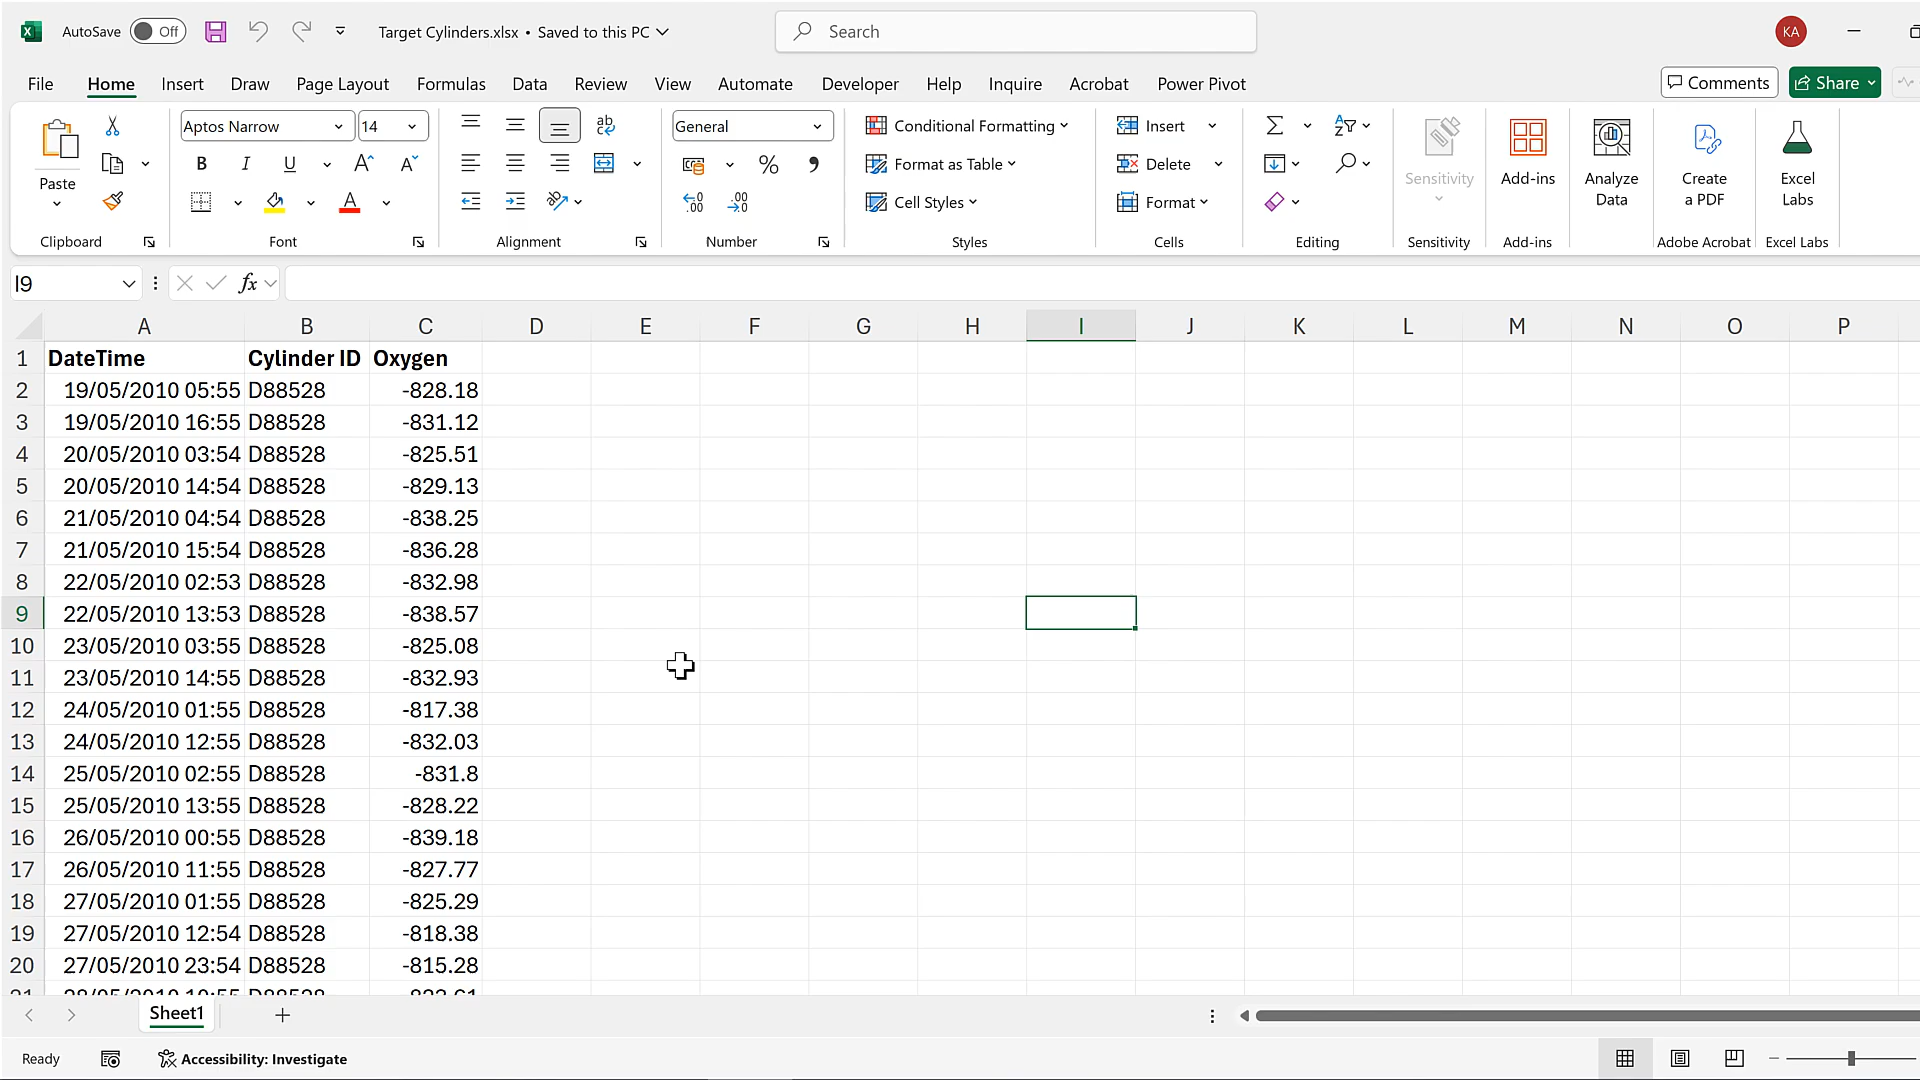 AutoSave Off Target Cylinders.xlsx • Saved to this PC Search KA
File Home Insert Draw Page Layout Formulas Data Review View Automate Developer Help Inquire Acrobat Power Pivot Comments Share
Paste
Clipboard
Aptos Narrow 14
B I U A A
A
Font
ab
Alignment
General
% ,
Number
Conditional Formatting
Format as Table
Cell Styles
Styles
Insert
Delete
Format
Cells
Editing
Sensitivity
Sensitivity
Add-ins
Add-ins
Analyze
Data
Create
a PDF
Adobe Acrobat
Excel
Labs
Excel Labs
I9 fx
A B C D E F G H I J K L M N O P
1 DateTime Cylinder ID Oxygen
2 19/05/2010 05:55 D88528 -828.18
3 19/05/2010 16:55 D88528 -831.12
4 20/05/2010 03:54 D88528 -825.51
5 20/05/2010 14:54 D88528 -829.13
6 21/05/2010 04:54 D88528 -838.25
7 21/05/2010 15:54 D88528 -836.28
8 22/05/2010 02:53 D88528 -832.98
9 22/05/2010 13:53 D88528 -838.57
10 23/05/2010 03:55 D88528 -825.08
11 23/05/2010 14:55 D88528 -832.93
12 24/05/2010 01:55 D88528 -817.38
13 24/05/2010 12:55 D88528 -832.03
14 25/05/2010 02:55 D88528 -831.8
15 25/05/2010 13:55 D88528 -828.22
16 26/05/2010 00:55 D88528 -839.18
17 26/05/2010 11:55 D88528 -827.77
18 27/05/2010 01:55 D88528 -825.29
19 27/05/2010 12:54 D88528 -818.38
20 27/05/2010 23:54 D88528 -815.28
Sheet1
Ready Accessibility: Investigate